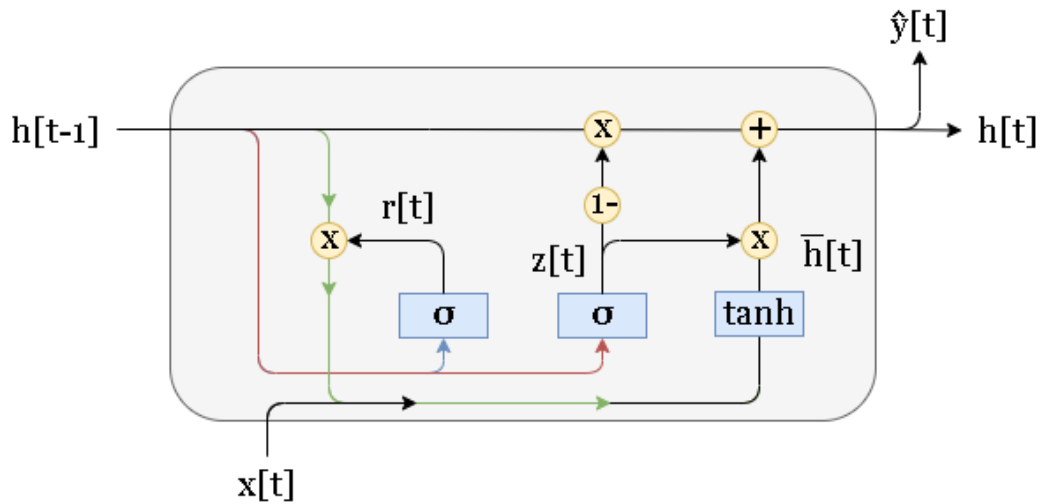 ŷ[t]
h[t-1]
x
+
h[t]
1-
r[t]
x
z[t]
x
h̅[t]
σ
σ
tanh
x[t]